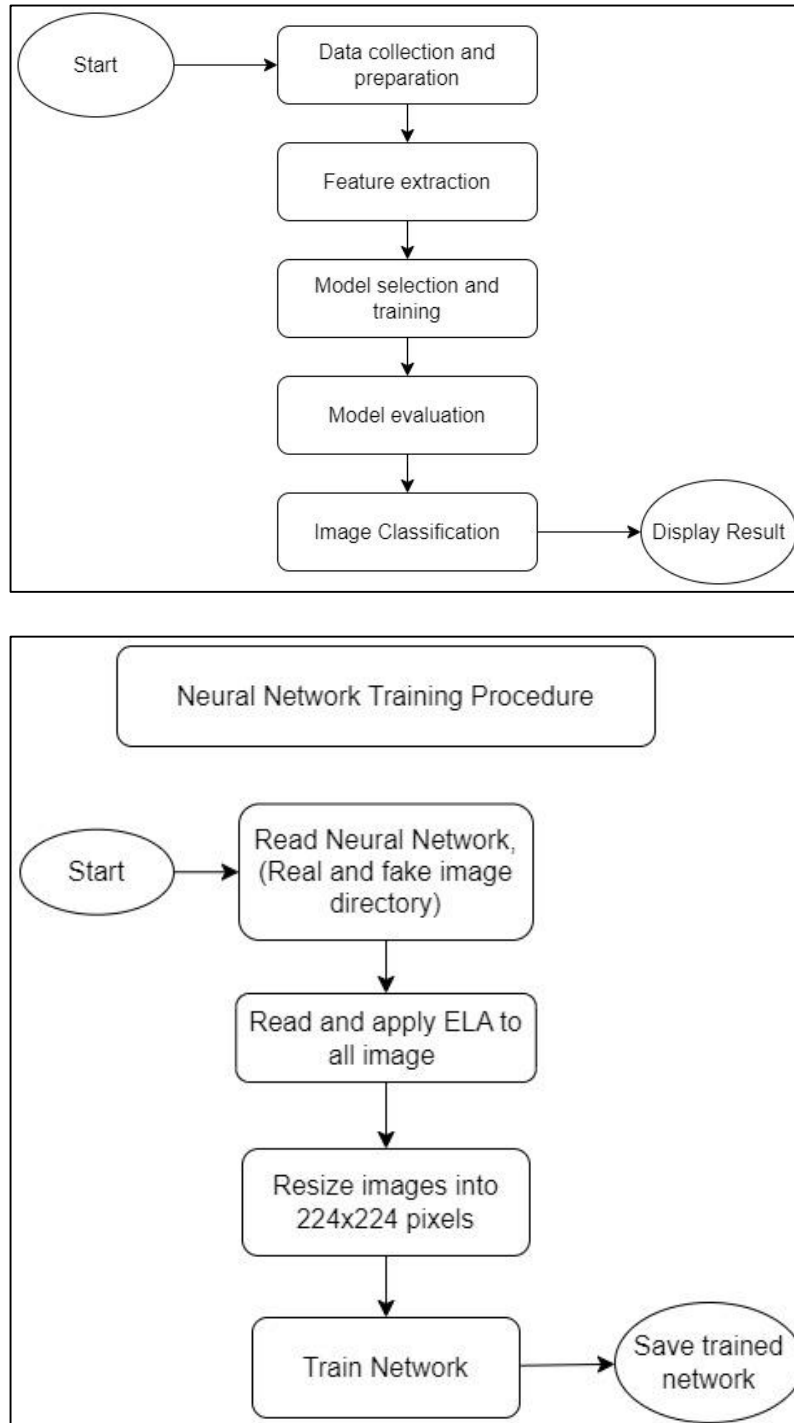 Start
Data collection and
preparation
Feature extraction
Model selection and
training
Model evaluation
Image Classification
Display Result
Neural Network Training Procedure
Start
Read Neural Network,
(Real and fake image
directory)
Read and apply ELA to
all image
Resize images into
224x224 pixels
Train Network
Save trained
network